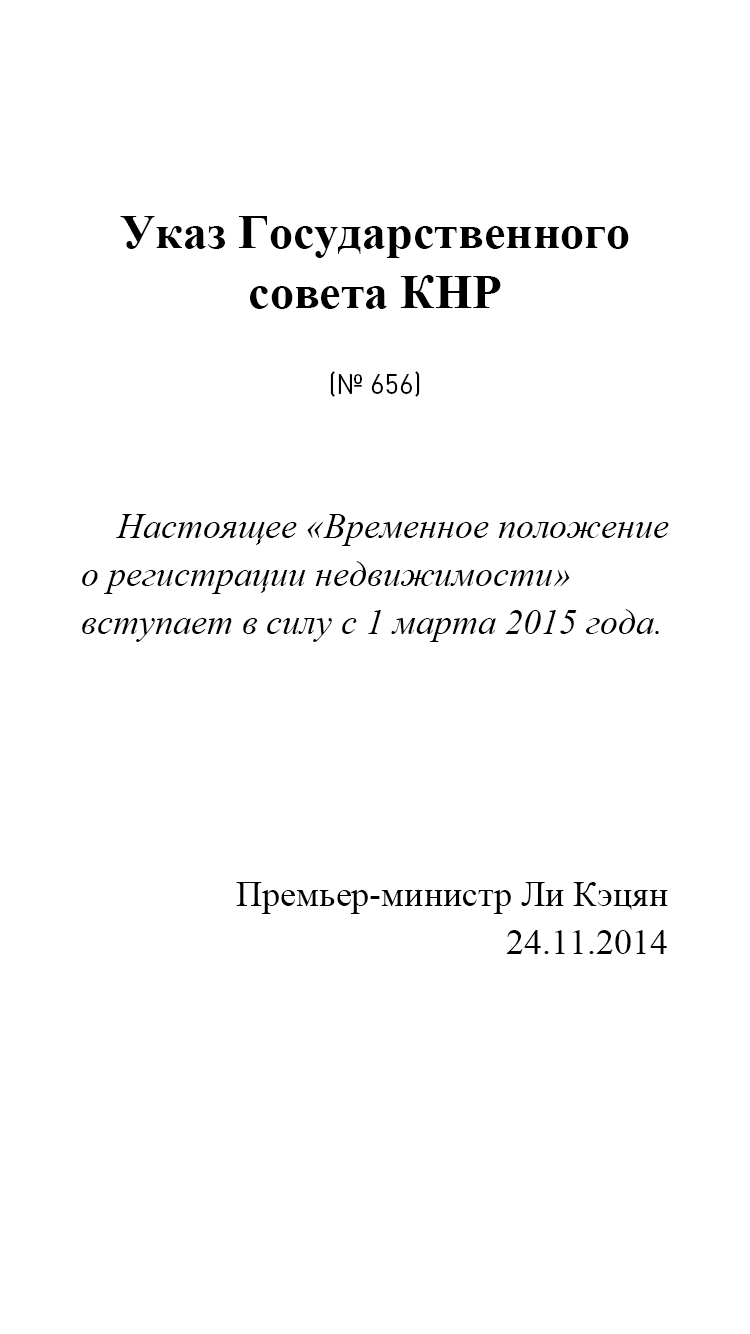 Указ Государственного
совета КНР
(№ 656)
Настоящее «Временное положение
о регистрации недвижимости»
вступает в силу с 1 марта 2015 года.
Премьер-министр Ли Кэцян
24.11.2014